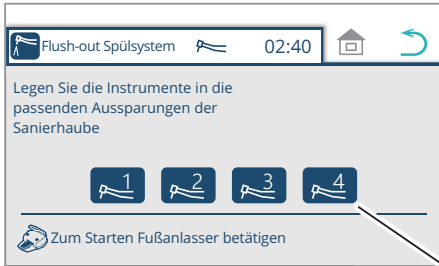 Flush-out Spülsystem 02:40
Legen Sie die Instrumente in die
passenden Aussparungen der
Sanierhaube
1 2 3 4
Zum Starten Fußanlasser betätigen